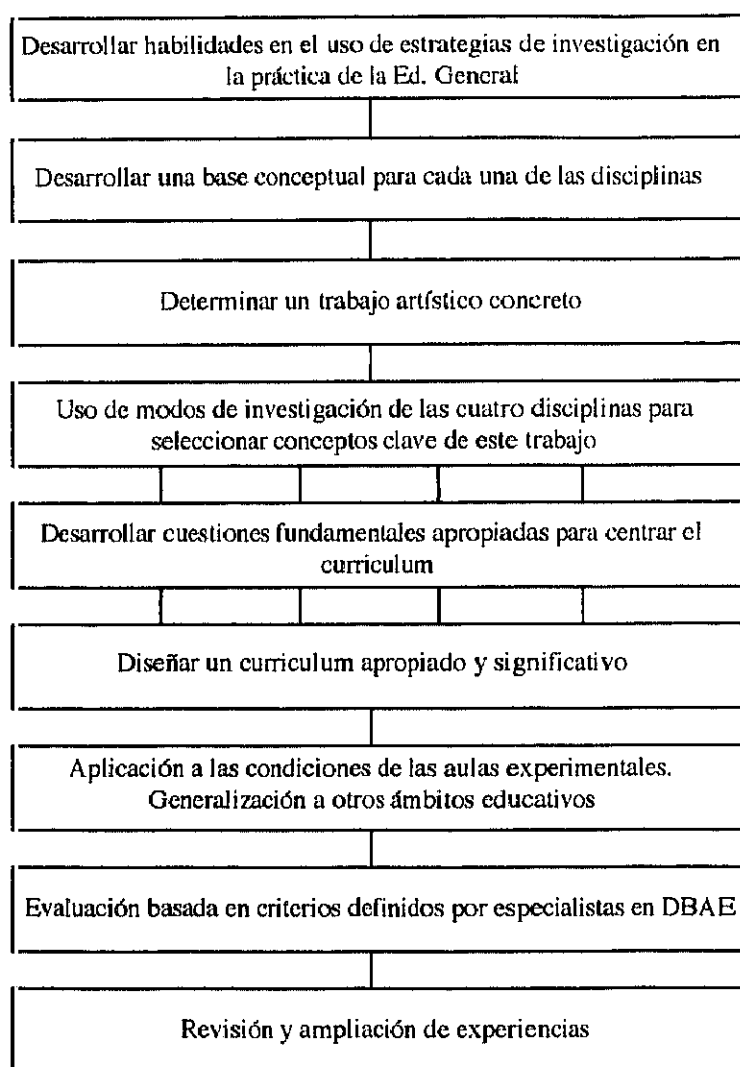 Desarrollar habilidades en el uso de estrategias de investigación en
la práctica de la Ed. General
Desarrollar una base conceptual para cada una de las disciplinas
Determinar un trabajo artístico concreto
Uso de modos de investigación de las cuatro disciplinas para
seleccionar conceptos clave de este trabajo
Desarrollar cuestiones fundamentales apropiadas para centrar el
curriculum
Diseñar un curriculum apropiado y significativo
Aplicación a las condiciones de las aulas experimentales.
Generalización a otros ámbitos educativos
Evaluación basada en criterios definidos por especialistas en DBAE
Revisión y ampliación de experiencias